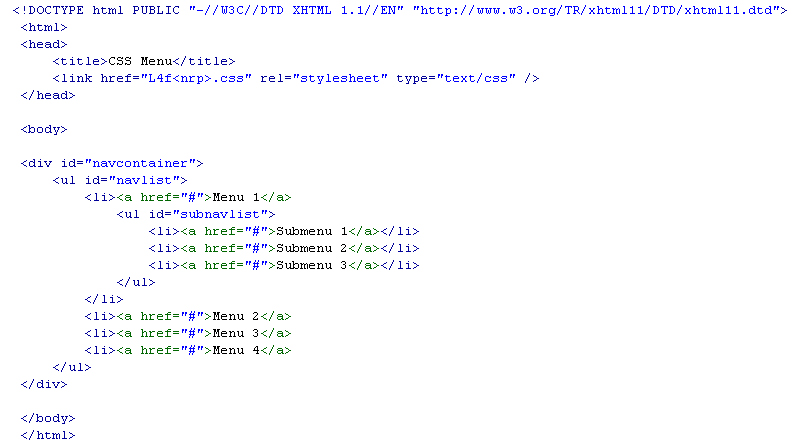 <!DOCTYPE html PUBLIC "-//W3C//DTD XHTML 1.1//EN" "http://www.w3.org/TR/xhtml11/DTD/xhtml11.dtd">
<html>
<head>
<title>CSS Menu</title>
<link href="L4f<nrp>.css" rel="stylesheet" type="text/css" />
</head>
<body>
<div id="navcontainer">
<ul id="navlist">
<li><a href="#">Menu 1</a>
<ul id="subnavlist">
<li><a href="#">Submenu 1</a></li>
<li><a href="#">Submenu 2</a></li>
<li><a href="#">Submenu 3</a></li>
</ul>
</li>
<li><a href="#">Menu 2</a>
<li><a href="#">Menu 3</a>
<li><a href="#">Menu 4</a>
</ul>
</div>
</body>
</html>